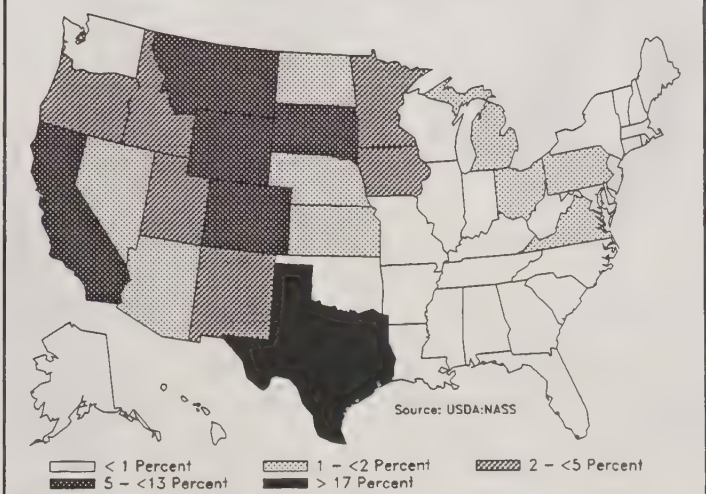 Source: USDA:NASS
< 1 Percent 1 - <2 Percent 2 - <5 Percent
5 - <13 Percent > 17 Percent